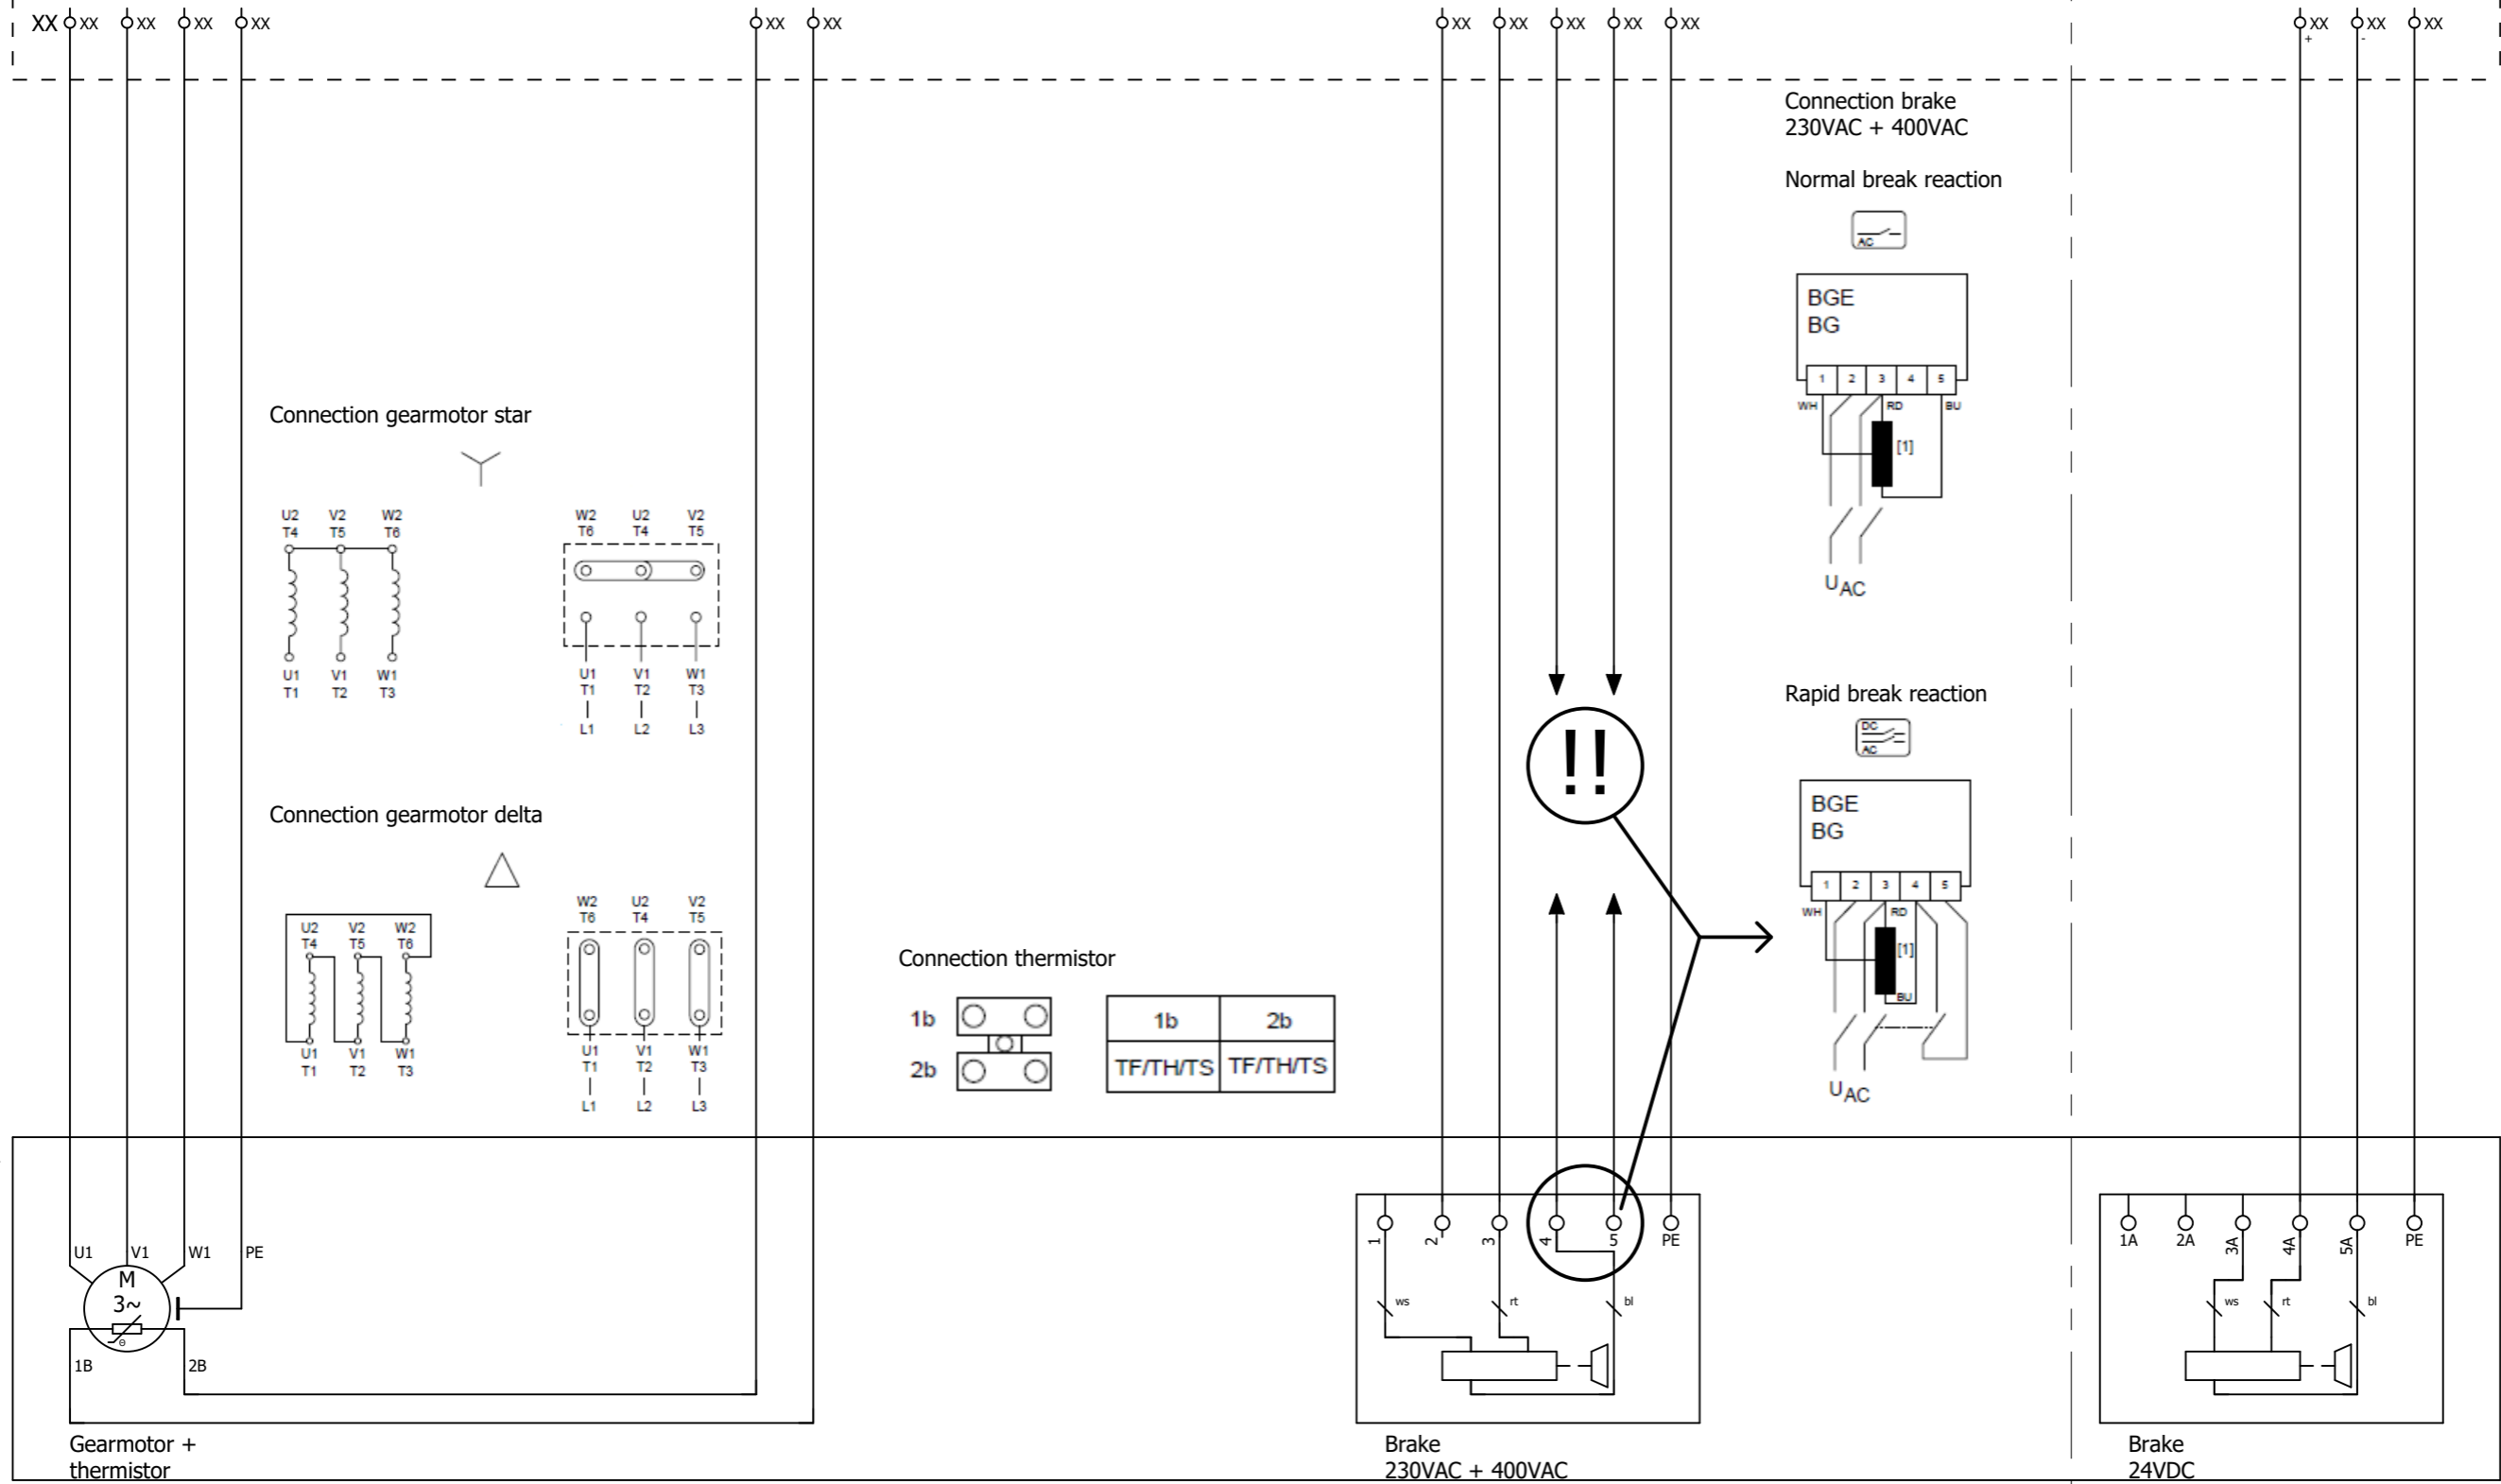 XX XX XX XX XX XX XX XX XX XX XX XX XX XX XX
+ -
Connection brake
230VAC + 400VAC
Normal break reaction
AC
BGE
BG
1 2 3 4 5
WH RD BU
[1]
UAC
Connection gearmotor star
U2 V2 W2
T4 T5 T6
U1 V1 W1
T1 T2 T3
W2 U2 V2
T6 T4 T5
U1 V1 W1
T1 T2 T3
L1 L2 L3
!!
Rapid break reaction
DC
AC
BGE
BG
1 2 3 4 5
WH RD
[1]
BU
UAC
Connection gearmotor delta
U2 V2 W2
T4 T5 T6
U1 V1 W1
T1 T2 T3
W2 U2 V2
T6 T4 T5
U1 V1 W1
T1 T2 T3
L1 L2 L3
Connection thermistor
1b
2b
1b 2b
TF/TH/TS TF/TH/TS
U1 V1 W1 PE
M
3~
θ
1B 2B
Gearmotor +
thermistor
1 2 3 4 5 PE
ws rt bl
Brake
230VAC + 400VAC
1A 2A 3A 4A 5A PE
ws rt bl
Brake
24VDC